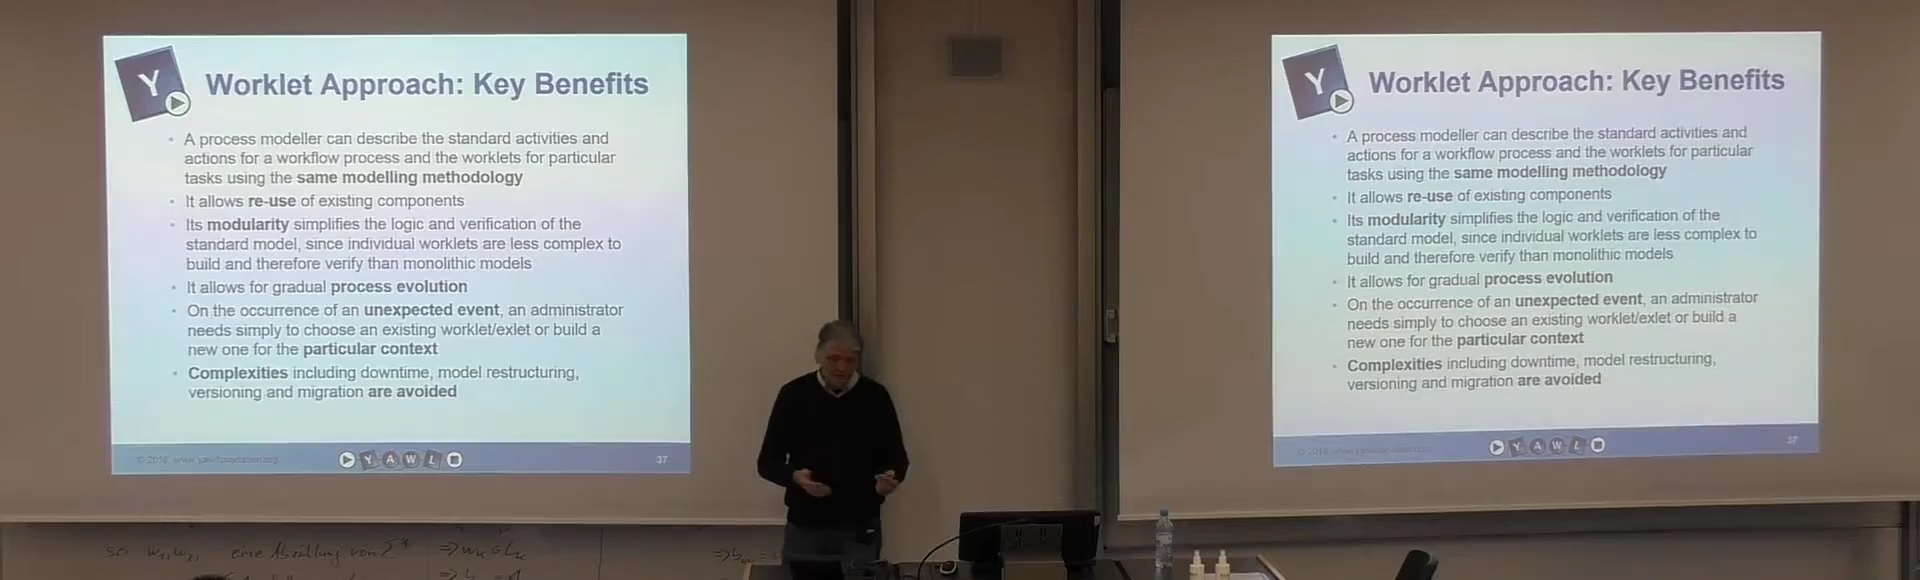 Y
Worklet Approach: Key Benefits
A process modeller can describe the standard activities and
actions for a workflow process and the worklets for particular
tasks using the same modelling methodology
It allows re-use of existing components
Its modularity simplifies the logic and verification of the
standard model, since individual worklets are less complex to
build and therefore verify than monolithic models
It allows for gradual process evolution
On the occurrence of an unexpected event, an administrator
needs simply to choose an existing worklet/exlet or build a
new one for the particular context
Complexities including downtime, model restructuring,
versioning and migration are avoided
© 2016
YAWL
37
Y
Worklet Approach: Key Benefits
A process modeller can describe the standard activities and
actions for a workflow process and the worklets for particular
tasks using the same modelling methodology
It allows re-use of existing components
Its modularity simplifies the logic and verification of the
standard model, since individual worklets are less complex to
build and therefore verify than monolithic models
It allows for gradual process evolution
On the occurrence of an unexpected event, an administrator
needs simply to choose an existing worklet/exlet or build a
new one for the particular context
Complexities including downtime, model restructuring,
versioning and migration are avoided
© 2016
YAWL
37
eine Abzählung von Σ*